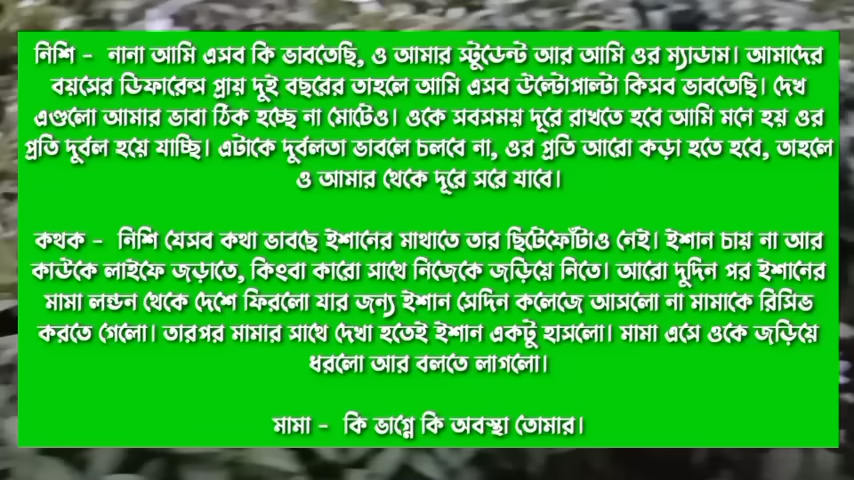 নিশি - নানা আমি এসব কি ভাবতেছি, ও আমার স্টুডেন্ট আর আমি ওর ম্যাডাম। আমাদের
বয়সের ডিফারেন্স প্রায় দুই বছরের তাহলে আমি এসব উল্টোপাল্টা কিসব ভাবতেছি। দেখ
এগুলো আমার ভাবা ঠিক হচ্ছে না মোটেও। ওকে সবসময় দূরে রাখতে হবে আমি মনে হয় ওর
প্রতি দুর্বল হয়ে যাচ্ছি। এটাকে দুর্বলতা ভাবলে চলবে না, ওর প্রতি আরো কড়া হতে হবে, তাহলে
ও আমার থেকে দূরে সরে যাবে।
কথক - নিশি যেসব কথা ভাবছে ইশানের মাথাতে তার ছিটেফোঁটাও নেই। ইশান চায় না আর
কাউকে লাইফে জড়াতে, কিংবা কারো সাথে নিজেকে জড়িয়ে নিতে। আরো দুদিন পর ইশানের
মামা লন্ডন থেকে দেশে ফিরলো যার জন্য ইশান সেদিন কলেজে আসলো না মামাকে রিসিভ
করতে গেলো। তারপর মামার সাথে দেখা হতেই ইশান একটু হাসলো। মামা এসে ওকে জড়িয়ে
ধরলো আর বলতে লাগলো।
মামা - কি ভাগ্নে কি অবস্থা তোমার।